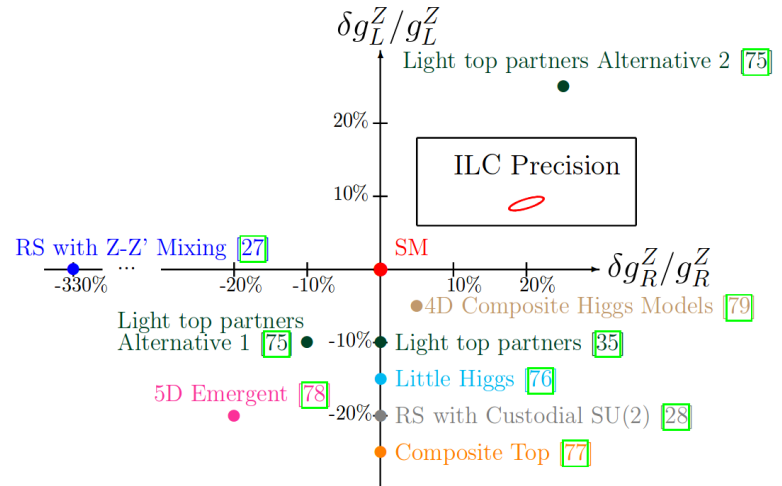 δg_L^Z/g_L^Z
Light top partners Alternative 2 [75]
20%
ILC Precision
10%
RS with Z-Z' Mixing [27]
SM
...
δg_R^Z/g_R^Z
-330%
-20%
-10%
10%
20%
4D Composite Higgs Models [79]
Light top partners
Alternative 1 [75]
-10%
Light top partners [35]
Little Higgs [76]
5D Emergent [78]
-20%
RS with Custodial SU(2) [28]
Composite Top [77]